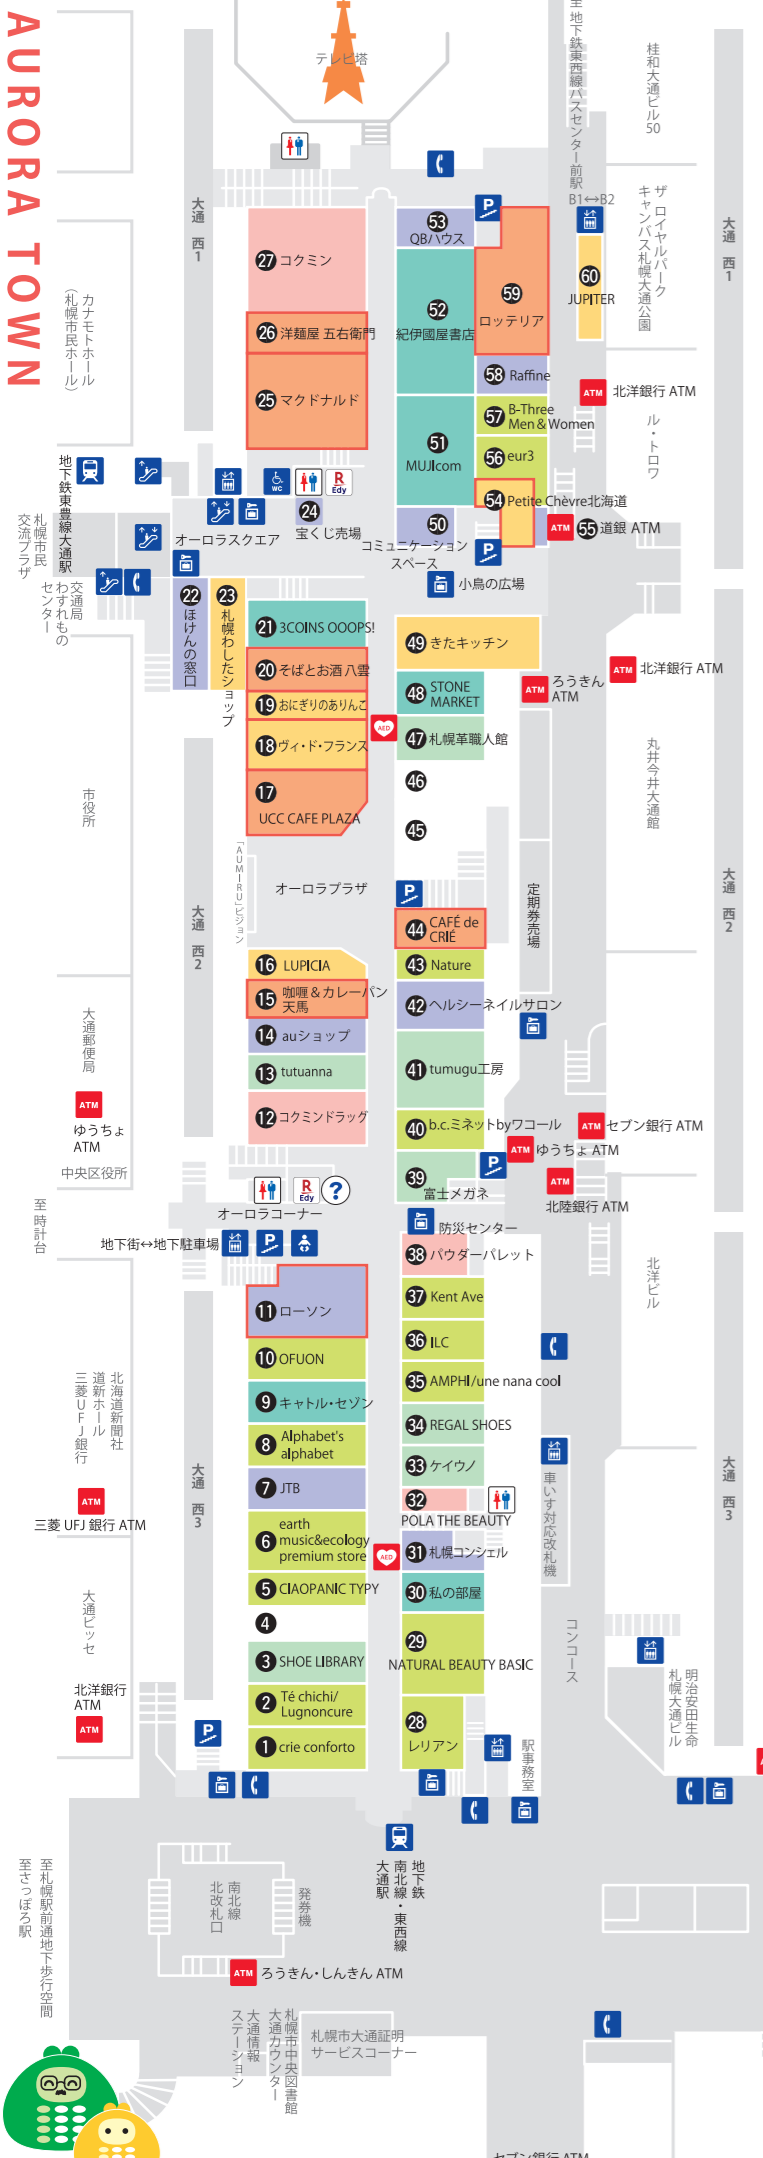 AURORA TOWN
テレビ塔
至 地下鉄東西線バスセンター前駅
桂和大通ビル50
B1↔B2
ザ ロイヤルパーク
キャンバス札幌大通公園
大通 西1
大通 西1
カナモトホール
（札幌市民ホール）
27 コクミン
26 洋麺屋 五右衛門
25 マクドナルド
53
QBハウス
52
紀伊國屋書店
59
ロッテリア
60
JUPITER
58 Raffine
57 B-Three
Men & Women
56 eur3
51
MUJIcom
54 Petite Chèvre北海道
50
コミュニケーション
スペース
ATM 55 道銀 ATM
ATM 北洋銀行 ATM
ル・トロワ
地下鉄東豊線大通駅
札幌市民
交流プラザ
交通局
わすれもの
センター
WC
R
Edy
24
宝くじ売場
オーロラスクエア
P
P
小鳥の広場
22 ほけんの窓口
23 札幌わしたショップ
21 3COINS OOOPS!
20 そばとお酒 八雲
19 おにぎりのありんこ
18 ヴィ・ド・フランス
17
UCC CAFE PLAZA
49 きたキッチン
48 STONE
MARKET
47 札幌革職人館
46
45
AED
ATM ろうきん
ATM
ATM 北洋銀行 ATM
丸井今井大通館
市役所
「AUMIRU」ビジョン
オーロラプラザ
定期券売場
大通 西2
大通 西2
P
44 CAFÉ de
CRIÉ
43 Nature
42 ヘルシーネイルサロン
41 tumugu工房
40 b.c.ミネットbyワコール
39
富士メガネ
16 LUPICIA
15 咖喱＆カレーパン
天馬
14 auショップ
13 tutuanna
12 コクミンドラッグ
大通郵便局
ATM
ゆうちょ
ATM
中央区役所
至 時計台
ATM セブン銀行 ATM
ATM ゆうちょ ATM
ATM
北陸銀行 ATM
P
R
Edy
?
オーロラコーナー
地下街↔地下駐車場
P
防災センター
北洋ビル
38 パウダーパレット
37 Kent Ave
36 ILC
35 AMPHI/une nana cool
34 REGAL SHOES
33 ケイウノ
32
POLA THE BEAUTY
31 札幌コンシェル
30 私の部屋
29
NATURAL BEAUTY BASIC
28
レリアン
11 ローソン
10 OFUON
9 キャトル・セゾン
8 Alphabet's
alphabet
7 JTB
6 earth
music&ecology
premium store
5 CIAOPANIC TYPY
4
3 SHOE LIBRARY
2 Té chichi/
Lugnoncure
1 crie conforto
AED
北海道新聞社
道新ホール
三菱UFJ銀行
ATM
三菱 UFJ 銀行 ATM
大通 西3
大通 西3
大通ビッセ
北洋銀行
ATM
ATM
車いす対応改札機
コンコース
明治安田生命
札幌大通ビル
駅事務室
P
地下鉄
南北線・東西線
大通駅
南北線
北改札口
発券機
至札幌駅前通地下歩行空間
至さっぽろ駅
ATM ろうきん・しんきん ATM
札幌市中央図書館
大通カウンター
大通情報
ステーション
札幌市大通証明
サービスコーナー
セブン銀行 ATM